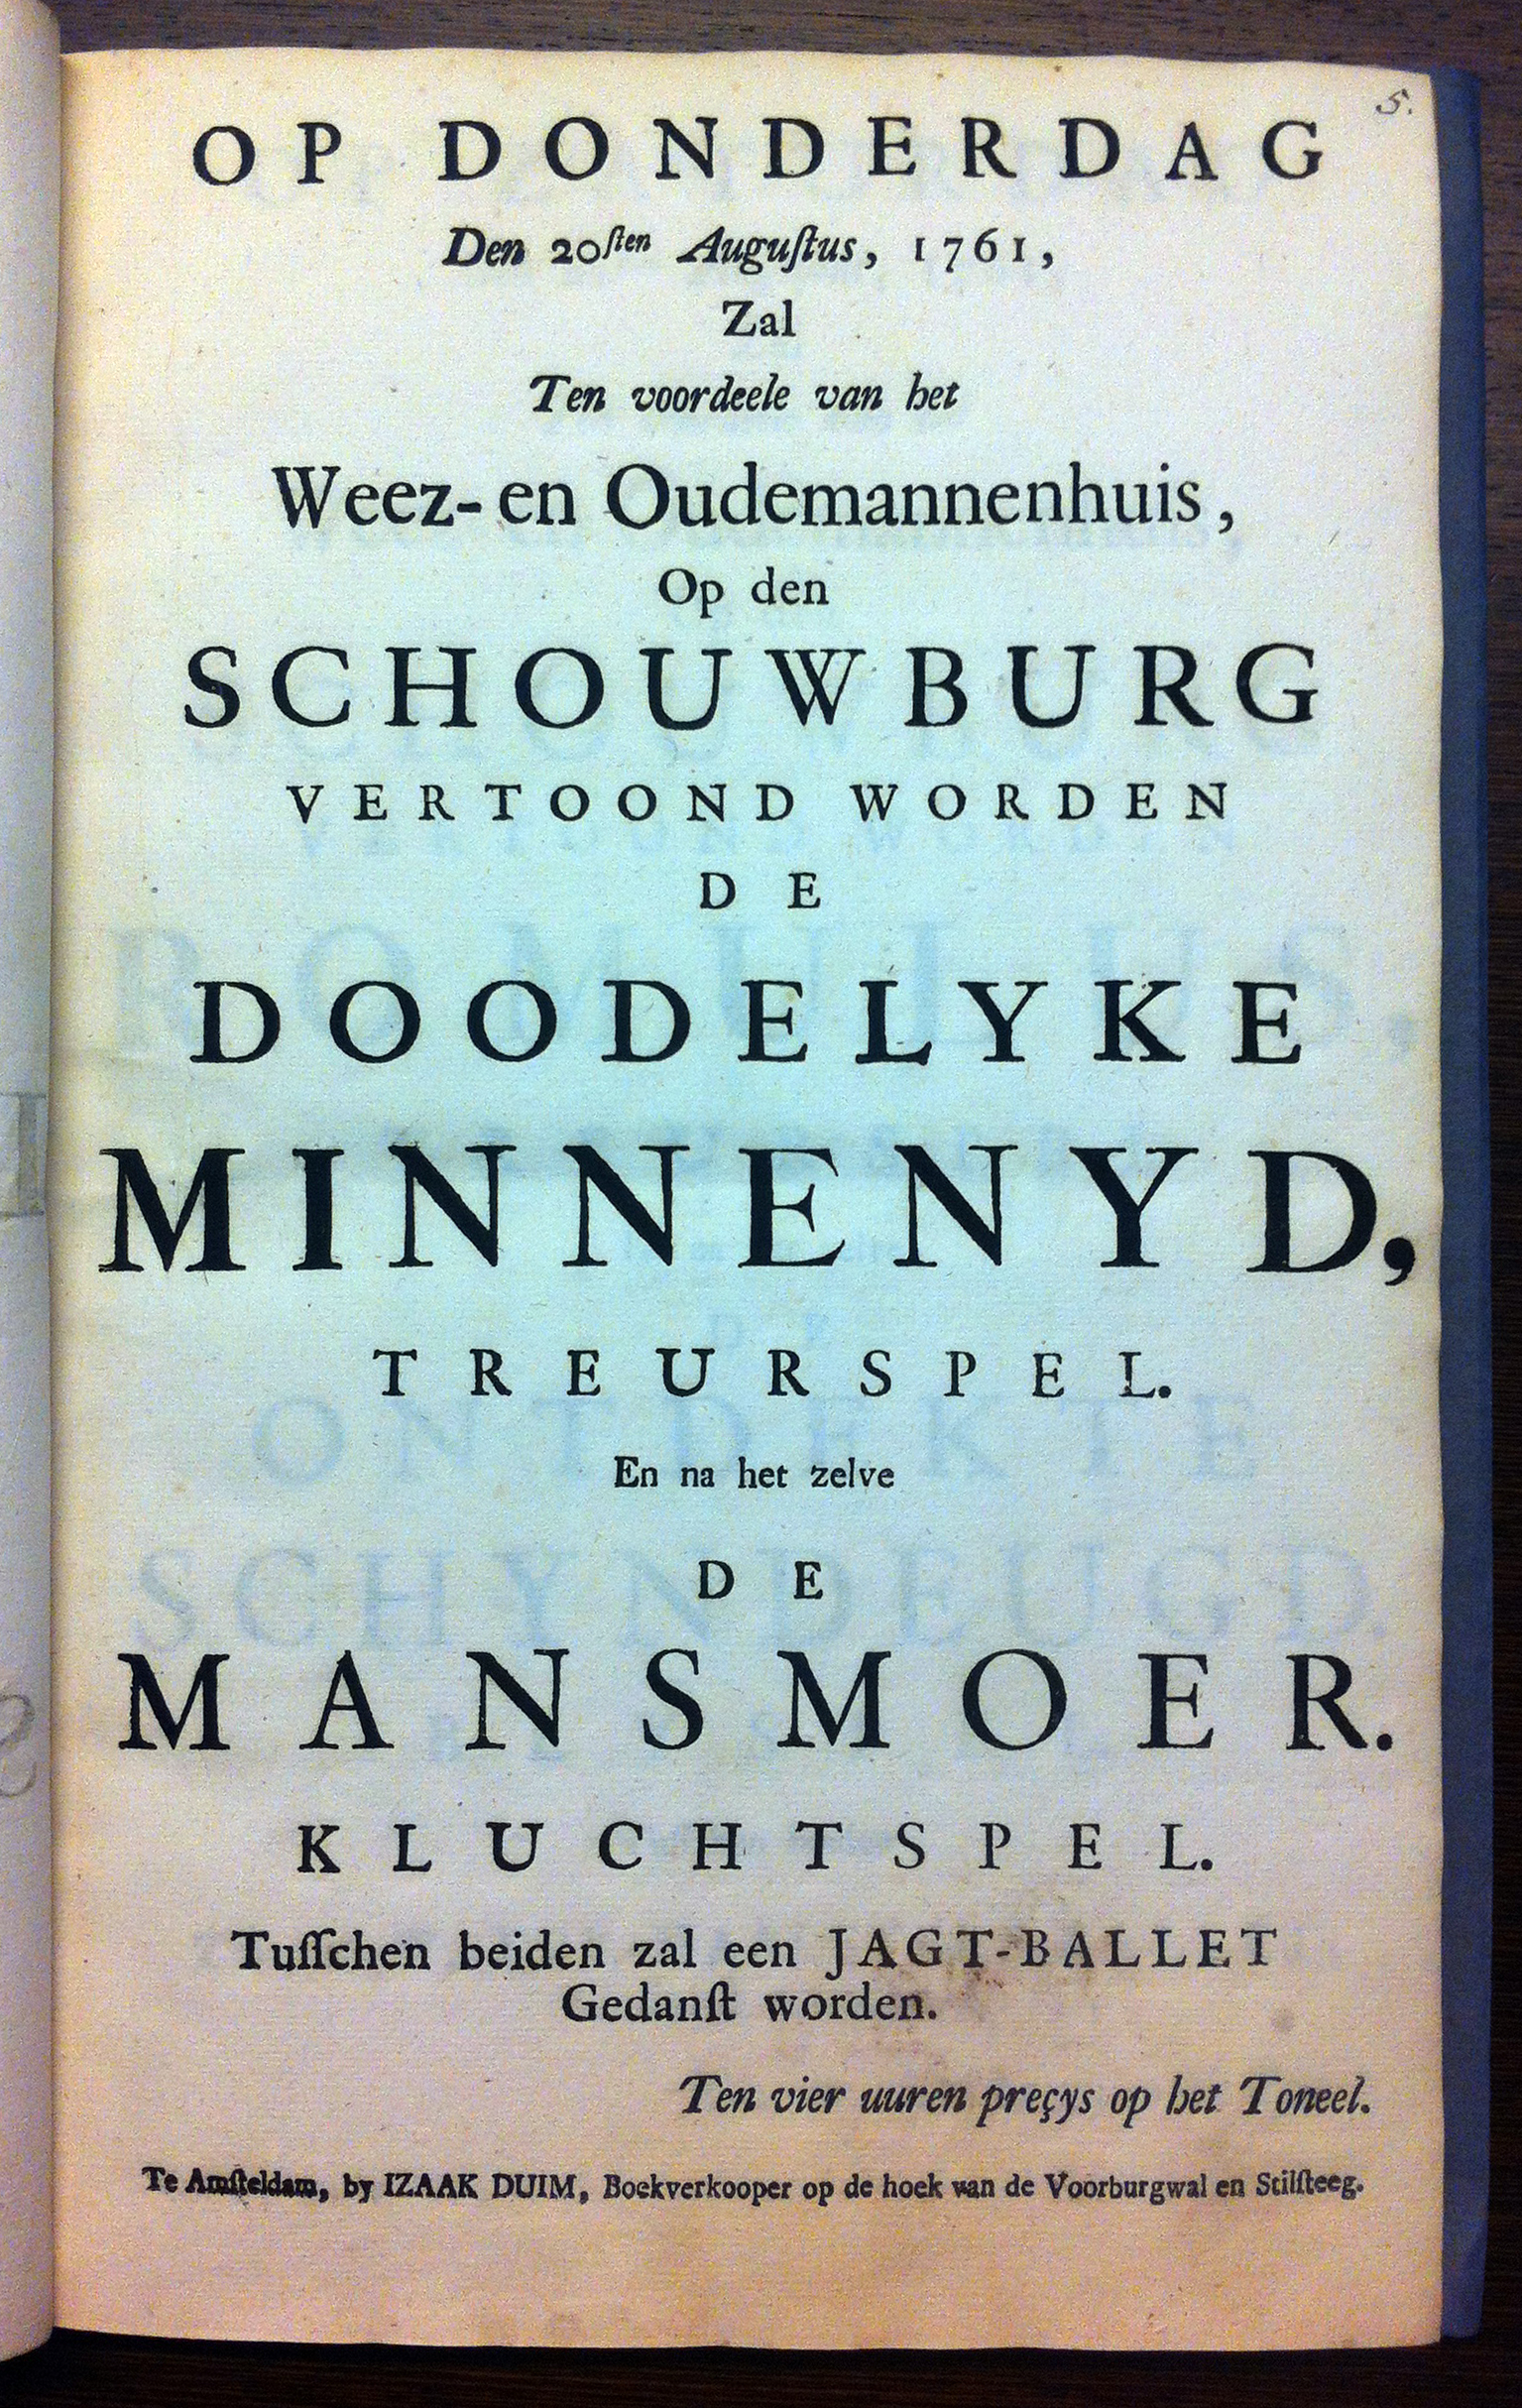 5.
OP DONDERDAG
Den 20ſten Auguſtus, 1761,
Zal
Ten voordeele van het
Weez- en Oudemannenhuis,
Op den
SCHOUWBURG
VERTOOND WORDEN
DE
DOODELYKE
MINNENYD,
TREURSPEL.
En na het zelve
DE
MANSMOER.
KLUCHTSPEL.
Tuſſchen beiden zal een JAGT-BALLET
Gedanſt worden.
Ten vier uuren preçys op het Toneel.
Te Amſteldam, by IZAAK DUIM, Boekverkooper op de hoek van de Voorburgwal en Stilſteeg.